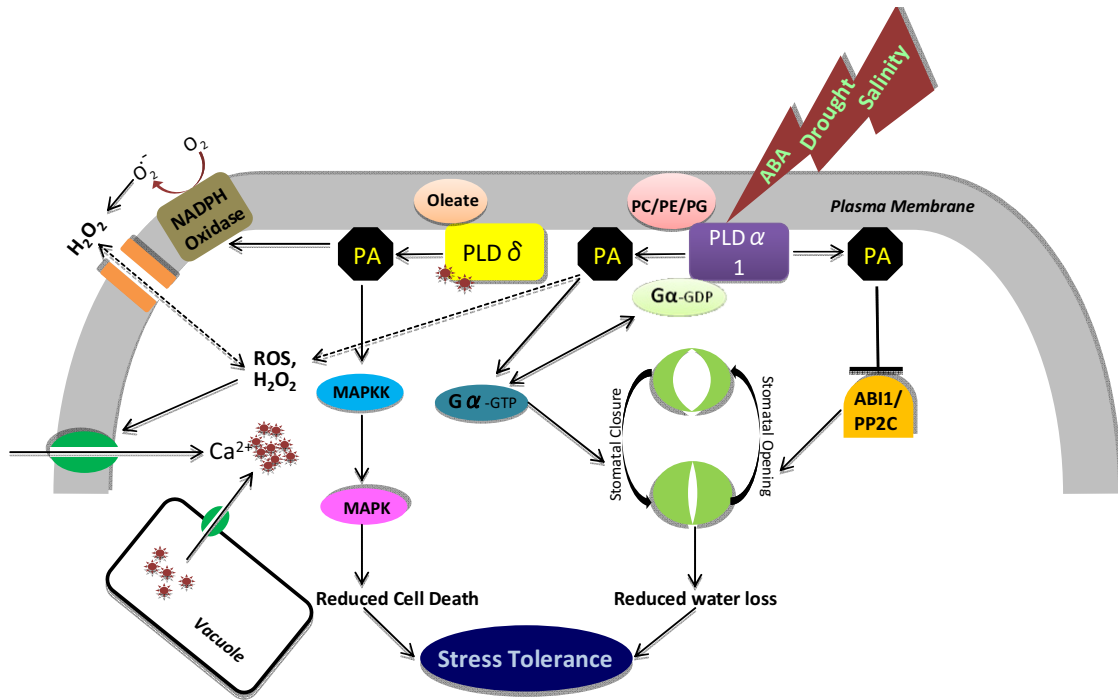 ABA
Drought
Salinity
O₂
O₂˙⁻
H₂O₂
NADPH
Oxidase
Oleate
PC/PE/PG
Plasma Membrane
PA
PLD δ
PA
PLD α
1
PA
Gα-GDP
ROS,
H₂O₂
MAPKK
G α -GTP
Stomatal Closure
Stomatal Opening
ABI1/
PP2C
Ca²⁺
MAPK
Vacuole
Reduced Cell Death
Reduced water loss
Stress Tolerance